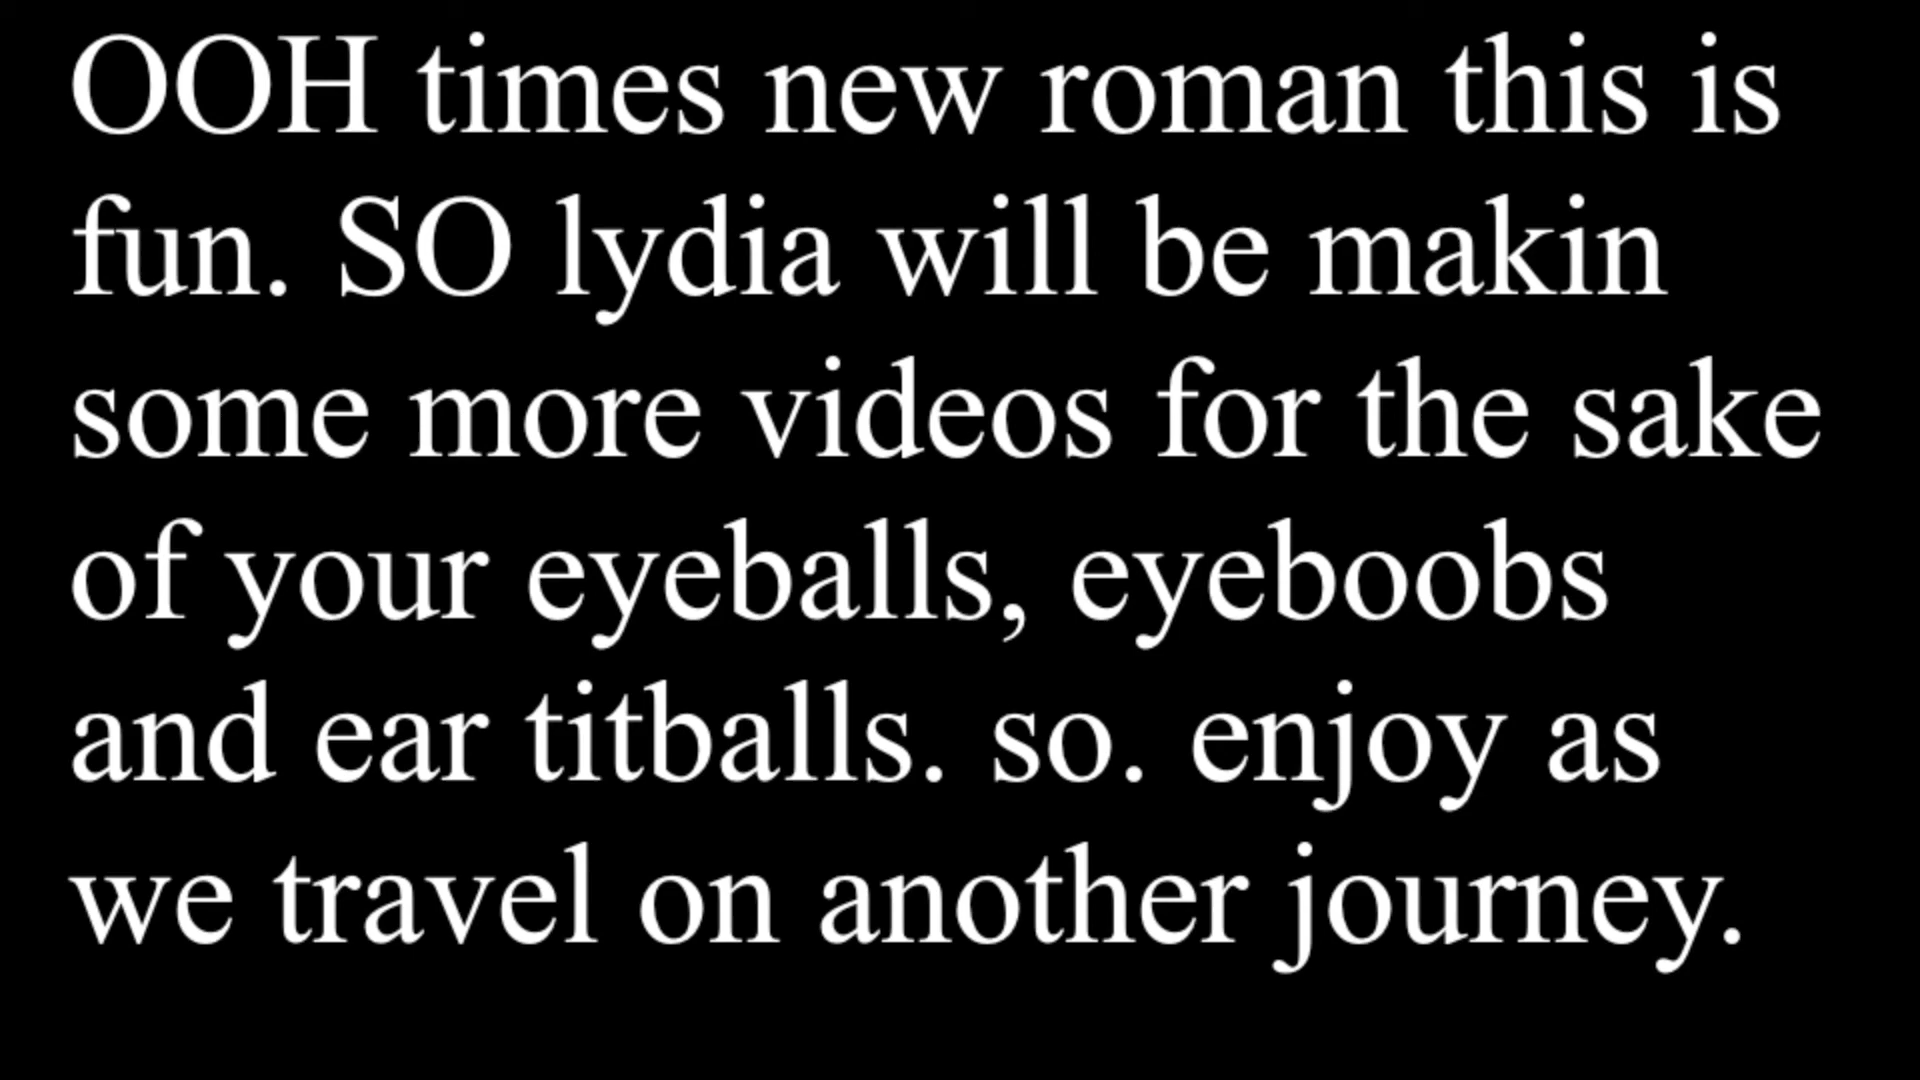 OOH times new roman this is
fun. SO lydia will be makin
some more videos for the sake
of your eyeballs, eyeboobs
and ear titballs. so. enjoy as
we travel on another journey.